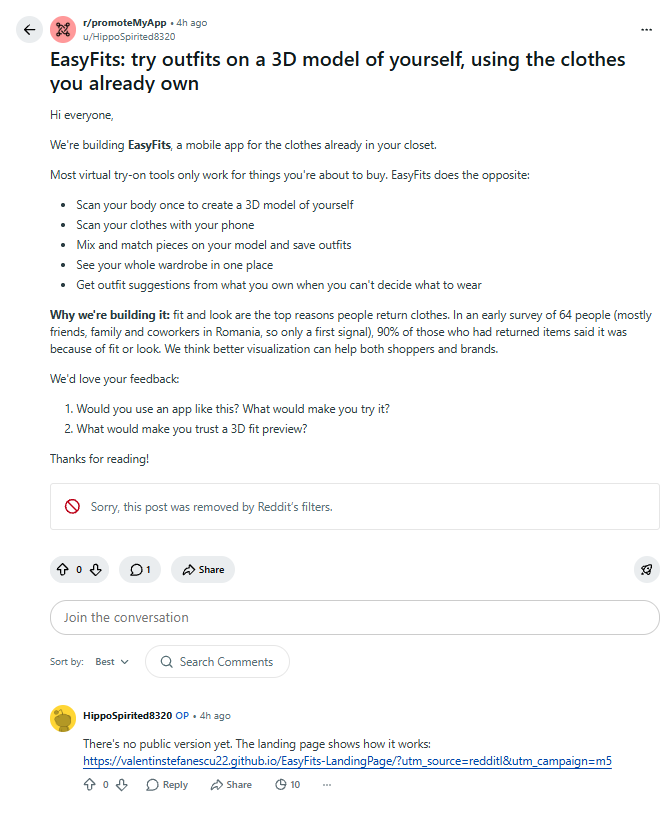 r/promoteMyApp • 4h ago
u/HippoSpirited8320
EasyFits: try outfits on a 3D model of yourself, using the clothes
you already own
Hi everyone,
We're building EasyFits, a mobile app for the clothes already in your closet.
Most virtual try-on tools only work for things you're about to buy. EasyFits does the opposite:
• Scan your body once to create a 3D model of yourself
• Scan your clothes with your phone
• Mix and match pieces on your model and save outfits
• See your whole wardrobe in one place
• Get outfit suggestions from what you own when you can't decide what to wear
Why we're building it: fit and look are the top reasons people return clothes. In an early survey of 64 people (mostly
friends, family and coworkers in Romania, so only a first signal), 90% of those who had returned items said it was
because of fit or look. We think better visualization can help both shoppers and brands.
We'd love your feedback:
1. Would you use an app like this? What would make you try it?
2. What would make you trust a 3D fit preview?
Thanks for reading!
Sorry, this post was removed by Reddit's filters.
0 1 Share
Join the conversation
Sort by: Best Search Comments
HippoSpirited8320 OP • 4h ago
There's no public version yet. The landing page shows how it works:
https://valentinstefanescu22.github.io/EasyFits-LandingPage/?utm_source=redditl&utm_campaign=m5
0 Reply Share 10 ...